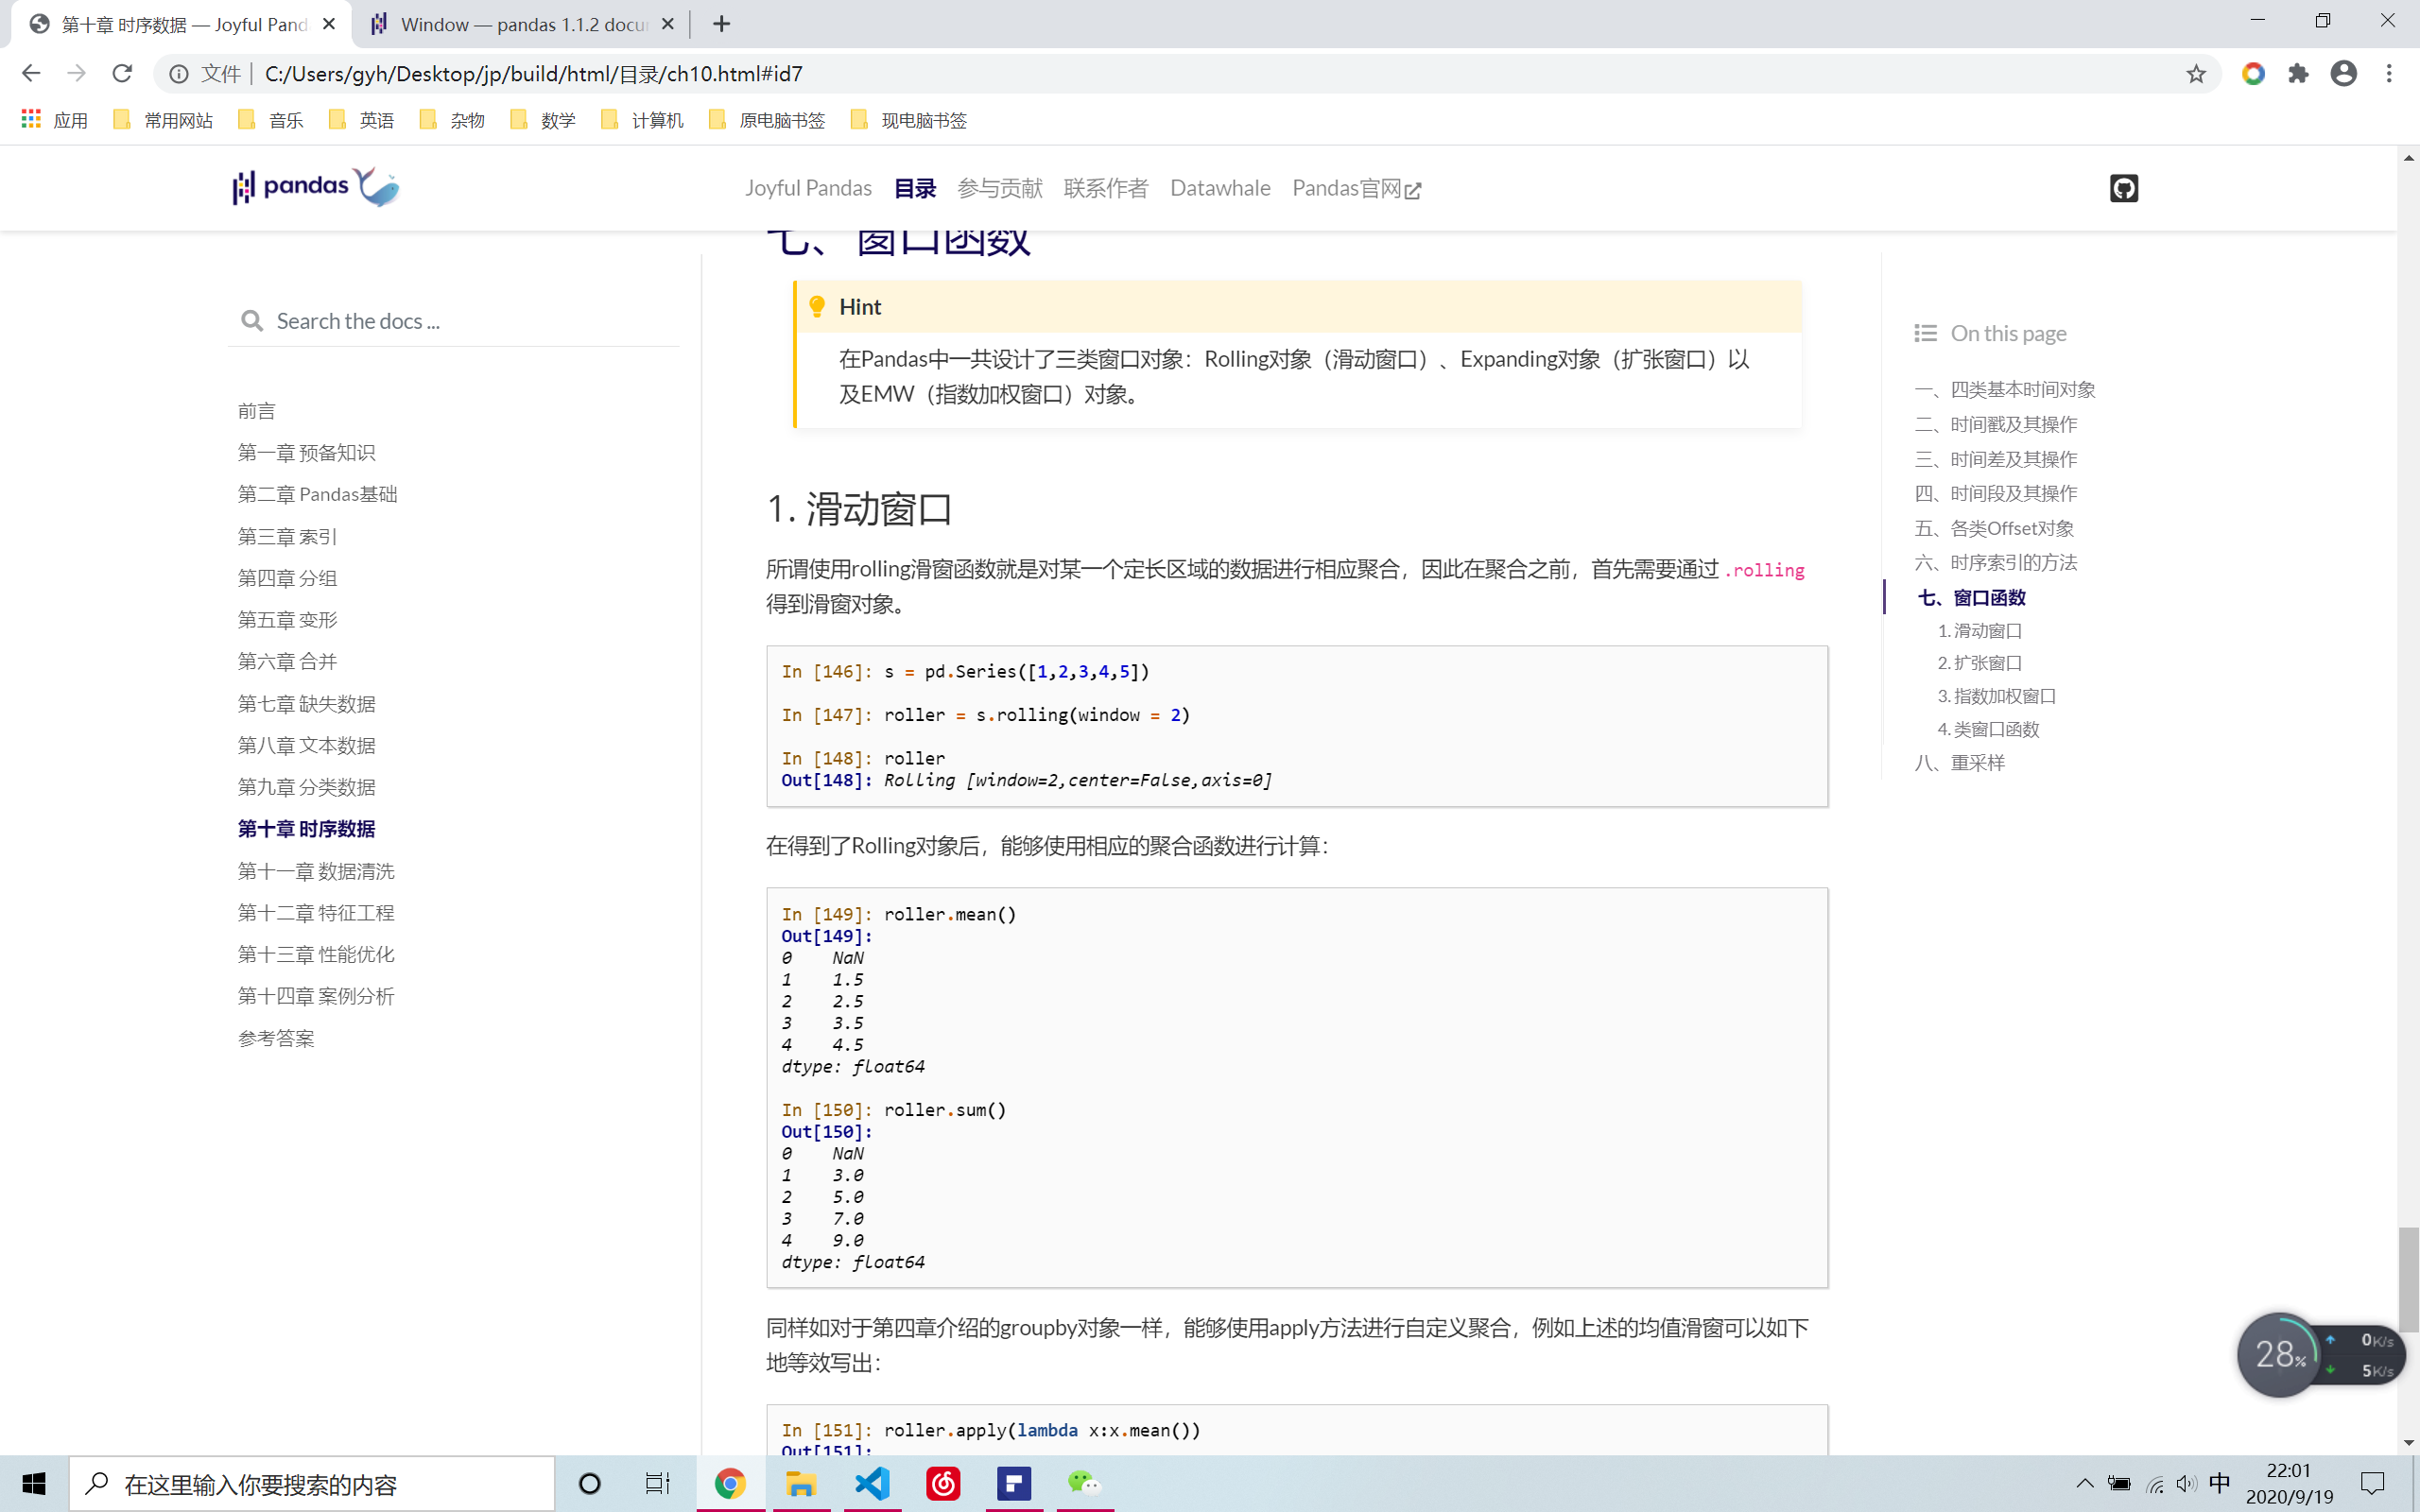 第十章 时序数据 — Joyful Pand
Window — pandas 1.1.2 docu
文件
C:/Users/gyh/Desktop/jp/build/html/目录/ch10.html#id7
应用
常用网站
音乐
英语
杂物
数学
计算机
原电脑书签
现电脑书签
pandas
Joyful Pandas
目录
参与贡献
联系作者
Datawhale
Pandas官网
Search the docs ...
前言
第一章 预备知识
第二章 Pandas基础
第三章 索引
第四章 分组
第五章 变形
第六章 合并
第七章 缺失数据
第八章 文本数据
第九章 分类数据
第十章 时序数据
第十一章 数据清洗
第十二章 特征工程
第十三章 性能优化
第十四章 案例分析
参考答案
七、窗口函数
Hint
在Pandas中一共设计了三类窗口对象：Rolling对象（滑动窗口）、Expanding对象（扩张窗口）以
及EMW（指数加权窗口）对象。
1. 滑动窗口
所谓使用rolling滑窗函数就是对某一个定长区域的数据进行相应聚合，因此在聚合之前，首先需要通过 .rolling
得到滑窗对象。
In [146]: s = pd.Series([1,2,3,4,5])
In [147]: roller = s.rolling(window = 2)
In [148]: roller
Out[148]: Rolling [window=2,center=False,axis=0]
在得到了Rolling对象后，能够使用相应的聚合函数进行计算：
In [149]: roller.mean()
Out[149]:
0    NaN
1    1.5
2    2.5
3    3.5
4    4.5
dtype: float64
In [150]: roller.sum()
Out[150]:
0    NaN
1    3.0
2    5.0
3    7.0
4    9.0
dtype: float64
同样如对于第四章介绍的groupby对象一样，能够使用apply方法进行自定义聚合，例如上述的均值滑窗可以如下
地等效写出：
In [151]: roller.apply(lambda x:x.mean())
Out[151]:
On this page
一、四类基本时间对象
二、时间戳及其操作
三、时间差及其操作
四、时间段及其操作
五、各类Offset对象
六、时序索引的方法
七、窗口函数
1. 滑动窗口
2. 扩张窗口
3. 指数加权窗口
4. 类窗口函数
八、重采样
28%
0K/s
5K/s
在这里输入你要搜索的内容
中
22:01
2020/9/19